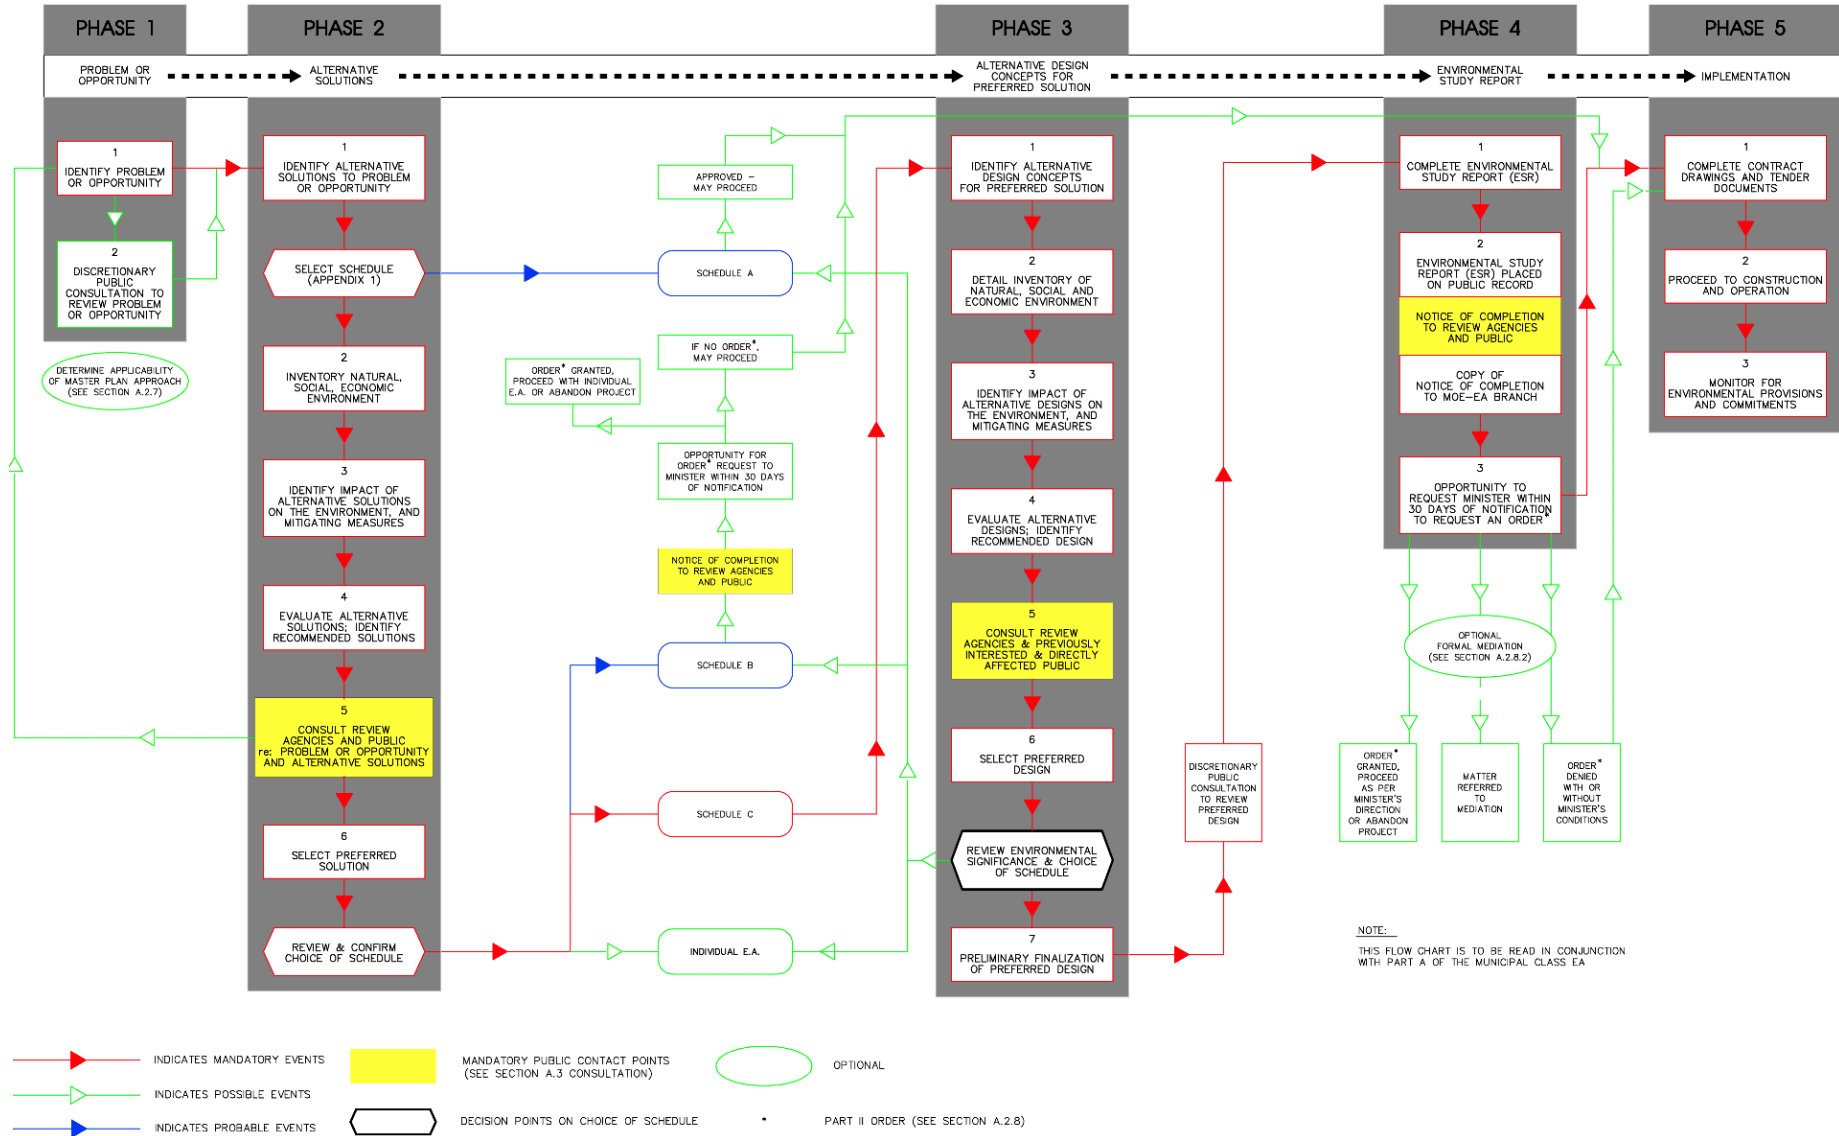 PHASE 1
PHASE 2
PHASE 3
PHASE 4
PHASE 5
PROBLEM OR
OPPORTUNITY
ALTERNATIVE
SOLUTIONS
ALTERNATIVE DESIGN
CONCEPTS FOR
PREFERRED SOLUTION
ENVIRONMENTAL
STUDY REPORT
IMPLEMENTATION
1
IDENTIFY PROBLEM
OR OPPORTUNITY
2
DISCRETIONARY
PUBLIC
CONSULTATION TO
REVIEW PROBLEM
OR OPPORTUNITY
DETERMINE APPLICABILITY
OF MASTER PLAN APPROACH
(SEE SECTION A.2.7)
1
IDENTIFY ALTERNATIVE
SOLUTIONS TO PROBLEM
OR OPPORTUNITY
SELECT SCHEDULE
(APPENDIX 1)
2
INVENTORY NATURAL,
SOCIAL, ECONOMIC
ENVIRONMENT
3
IDENTIFY IMPACT OF
ALTERNATIVE SOLUTIONS
ON THE ENVIRONMENT, AND
MITIGATING MEASURES
4
EVALUATE ALTERNATIVE
SOLUTIONS; IDENTIFY
RECOMMENDED SOLUTIONS
5
CONSULT REVIEW
AGENCIES AND PUBLIC
re: PROBLEM OR OPPORTUNITY
AND ALTERNATIVE SOLUTIONS
6
SELECT PREFERRED
SOLUTION
REVIEW & CONFIRM
CHOICE OF SCHEDULE
APPROVED –
MAY PROCEED
SCHEDULE A
IF NO ORDER*,
MAY PROCEED
ORDER* GRANTED,
PROCEED WITH INDIVIDUAL
E.A. OR ABANDON PROJECT
OPPORTUNITY FOR
ORDER* REQUEST TO
MINISTER WITHIN 30 DAYS
OF NOTIFICATION
NOTICE OF COMPLETION
TO REVIEW AGENCIES
AND PUBLIC
SCHEDULE B
SCHEDULE C
INDIVIDUAL E.A.
1
IDENTIFY ALTERNATIVE
DESIGN CONCEPTS
FOR PREFERRED SOLUTION
2
DETAIL INVENTORY OF
NATURAL, SOCIAL AND
ECONOMIC ENVIRONMENT
3
IDENTIFY IMPACT OF
ALTERNATIVE DESIGNS ON
THE ENVIRONMENT, AND
MITIGATING MEASURES
4
EVALUATE ALTERNATIVE
DESIGNS; IDENTIFY
RECOMMENDED DESIGN
5
CONSULT REVIEW
AGENCIES & PREVIOUSLY
INTERESTED & DIRECTLY
AFFECTED PUBLIC
6
SELECT PREFERRED
DESIGN
REVIEW ENVIRONMENTAL
SIGNIFICANCE & CHOICE
OF SCHEDULE
7
PRELIMINARY FINALIZATION
OF PREFERRED DESIGN
DISCRETIONARY
PUBLIC
CONSULTATION
TO REVIEW
PREFERRED
DESIGN
1
COMPLETE ENVIRONMENTAL
STUDY REPORT (ESR)
2
ENVIRONMENTAL STUDY
REPORT (ESR) PLACED
ON PUBLIC RECORD
NOTICE OF COMPLETION
TO REVIEW AGENCIES
AND PUBLIC
COPY OF
NOTICE OF COMPLETION
TO MOE-EA BRANCH
3
OPPORTUNITY TO
REQUEST MINISTER WITHIN
30 DAYS OF NOTIFICATION
TO REQUEST AN ORDER*
OPTIONAL
FORMAL MEDIATION
(SEE SECTION A.2.8.2)
ORDER*
GRANTED,
PROCEED
AS PER
MINISTER'S
DIRECTION
OR ABANDON
PROJECT
MATTER
REFERRED
TO
MEDIATION
ORDER*
DENIED
WITH OR
WITHOUT
MINISTER'S
CONDITIONS
1
COMPLETE CONTRACT
DRAWINGS AND TENDER
DOCUMENTS
2
PROCEED TO CONSTRUCTION
AND OPERATION
3
MONITOR FOR
ENVIRONMENTAL PROVISIONS
AND COMMITMENTS
NOTE:
THIS FLOW CHART IS TO BE READ IN CONJUNCTION
WITH PART A OF THE MUNICIPAL CLASS EA
INDICATES MANDATORY EVENTS
INDICATES POSSIBLE EVENTS
INDICATES PROBABLE EVENTS
MANDATORY PUBLIC CONTACT POINTS
(SEE SECTION A.3 CONSULTATION)
DECISION POINTS ON CHOICE OF SCHEDULE
OPTIONAL
* PART II ORDER (SEE SECTION A.2.8)